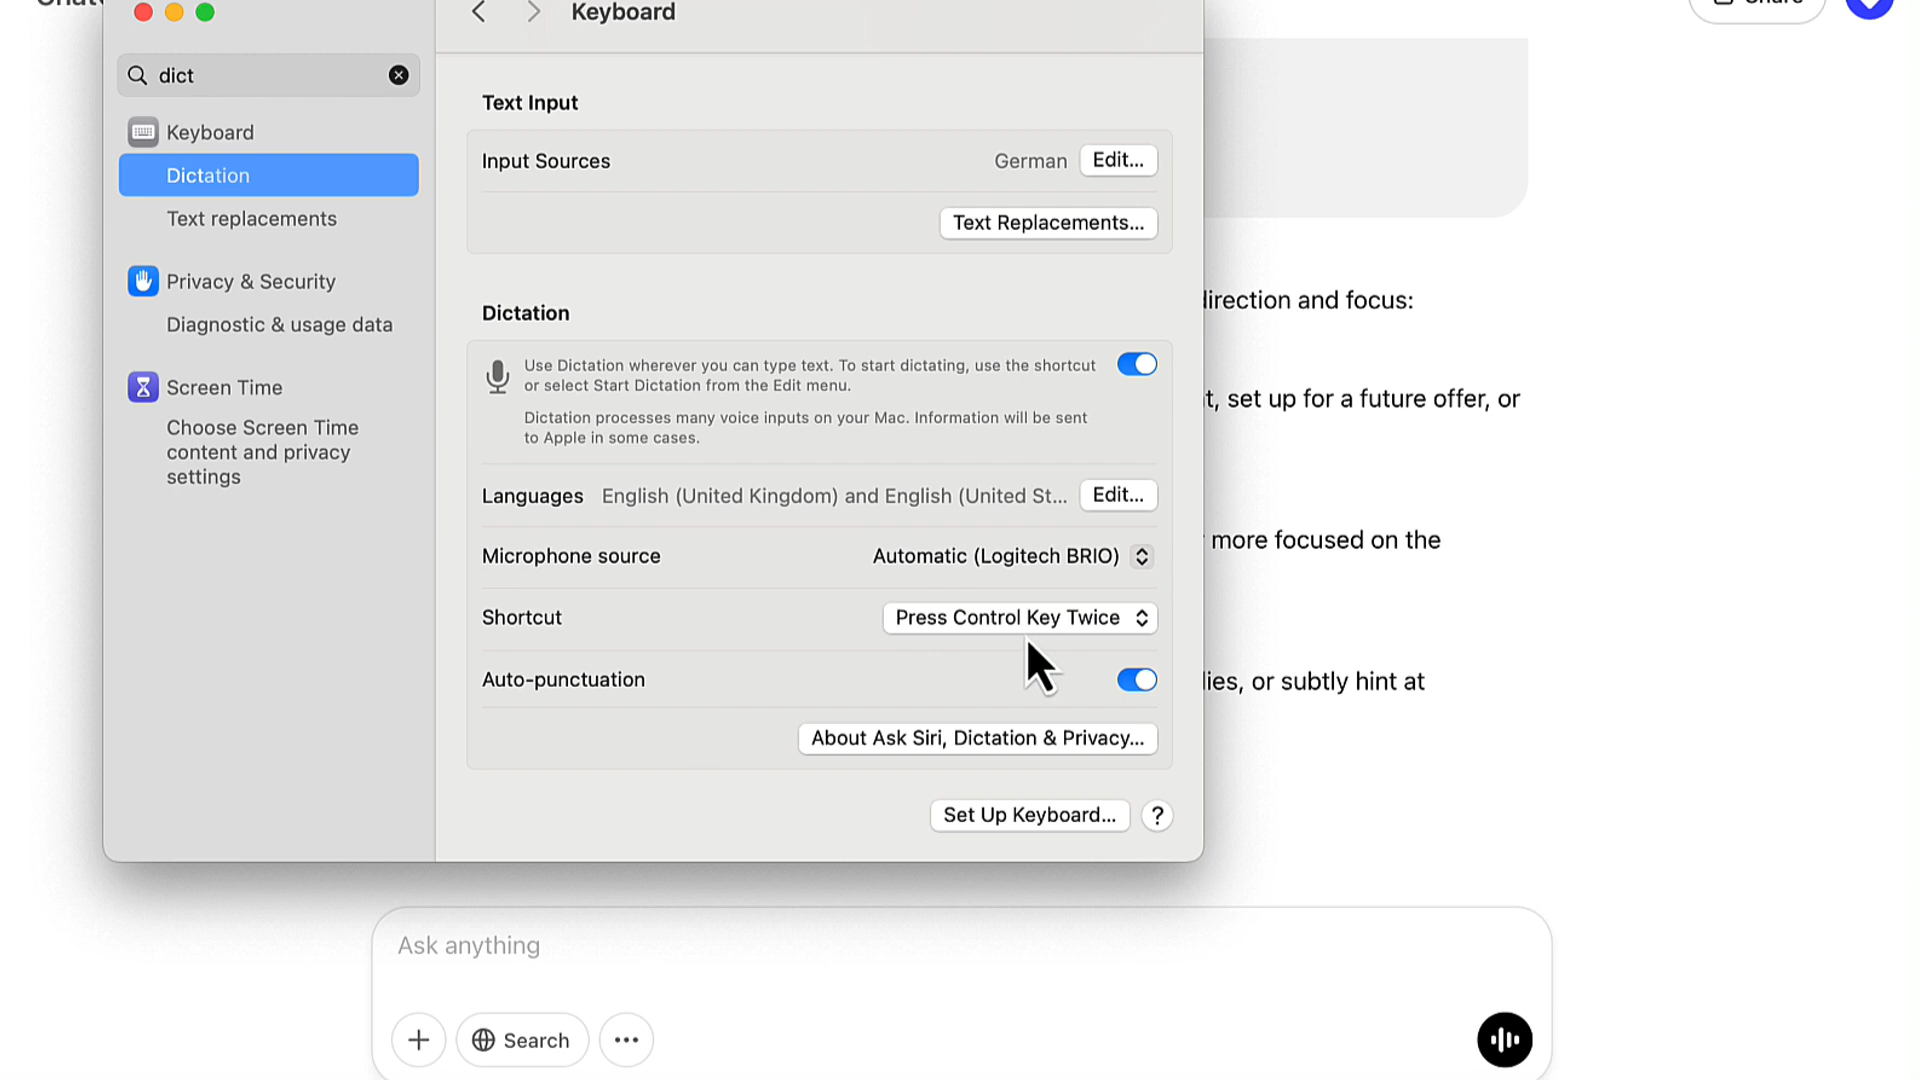 Keyboard
dict
Keyboard
Dictation
Text replacements
Privacy & Security
Diagnostic & usage data
Screen Time
Choose Screen Time
content and privacy
settings
Text Input
Input Sources German Edit...
Text Replacements...
Dictation
Use Dictation wherever you can type text. To start dictating, use the shortcut
or select Start Dictation from the Edit menu.
Dictation processes many voice inputs on your Mac. Information will be sent
to Apple in some cases.
Languages English (United Kingdom) and English (United St... Edit...
Microphone source Automatic (Logitech BRIO)
Shortcut Press Control Key Twice
Auto-punctuation
About Ask Siri, Dictation & Privacy...
Set Up Keyboard... ?
Share
direction and focus:
set up for a future offer, or
more focused on the
or subtly hint at
Ask anything
Search